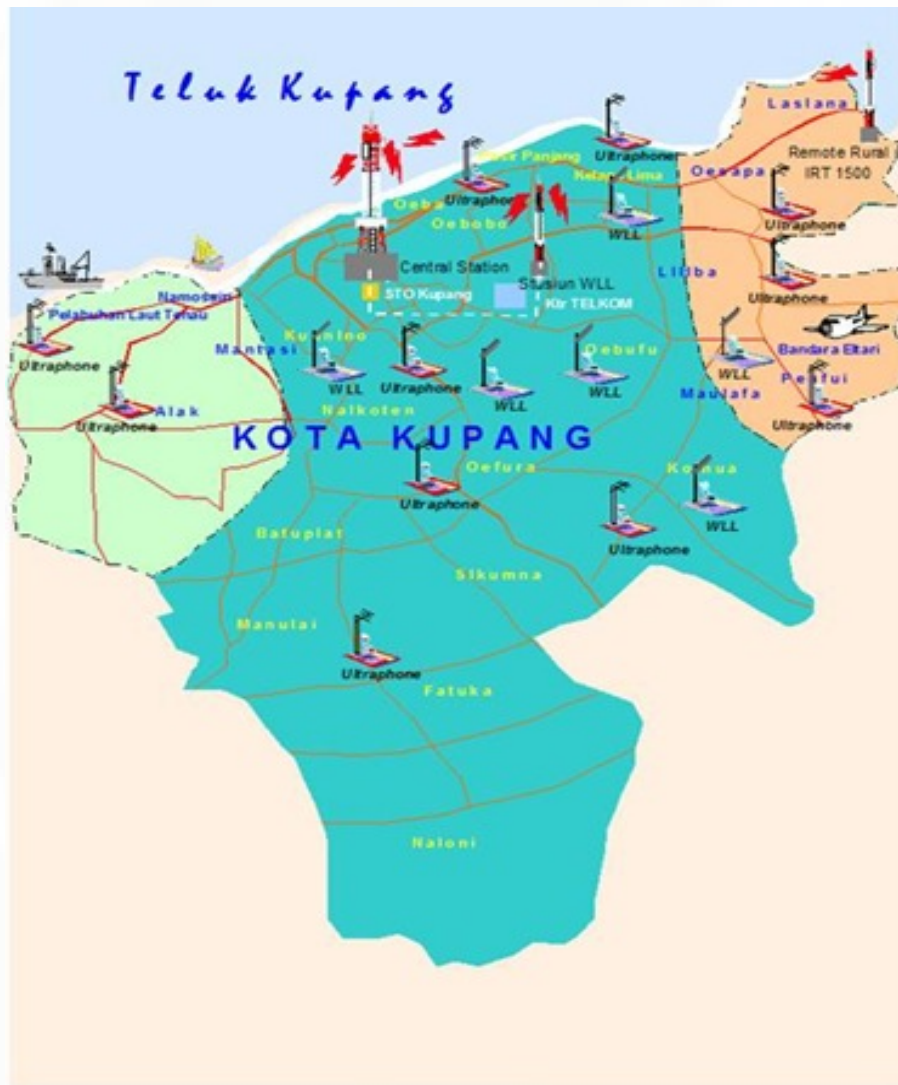 Teluk Kupang
Laslana
Ultraphone
Pasir Panjang
Remote Rural
IRT 1500
Oesapa
Kelapa Lima
Ultraphone
Oeba
Oebobo
Ultraphone
WLL
Central Station
Liliba
Stasiun WLL
Ultraphone
Namosain
STO Kupang
Ktr TELKOM
Pelabuhan Laut Tenau
Mantasi
Kuanino
Oebufu
Bandara Eltari
Ultraphone
WLL
Ultraphone
WLL
WLL
WLL
Penfui
Maulafa
Alak
Nalkoten
Ultraphone
Ultraphone
KOTA KUPANG
Oefura
Kolhua
Ultraphone
WLL
Batuplat
Ultraphone
Sikumna
Manulai
Ultraphone
Fatuka
Naloni